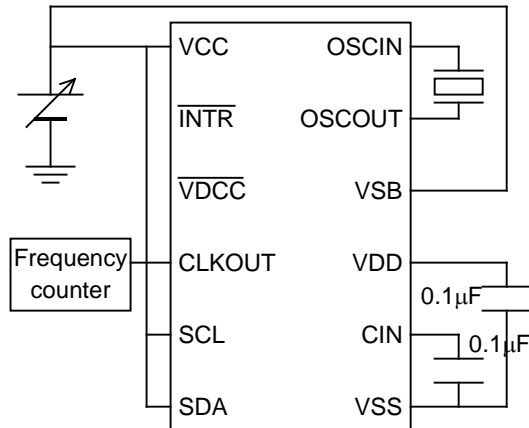 VCC
OSCIN
INTR
OSCOUT
VDCC
VSB
Frequency
counter
CLKOUT
VDD
0.1μF
SCL
CIN
0.1μF
SDA
VSS